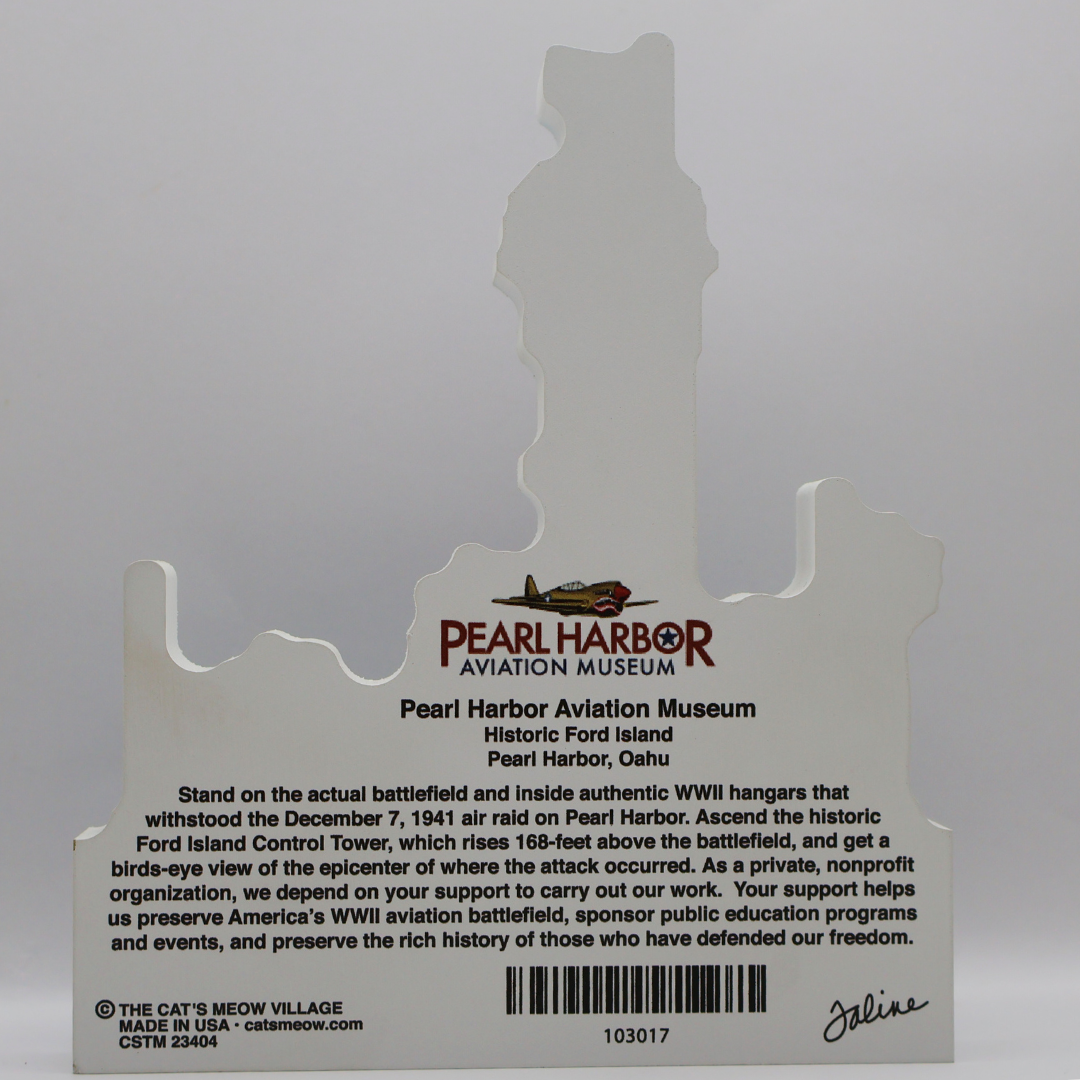 PEARL HARBOR
AVIATION MUSEUM
Pearl Harbor Aviation Museum
Historic Ford Island
Pearl Harbor, Oahu
Stand on the actual battlefield and inside authentic WWII hangars that
withstood the December 7, 1941 air raid on Pearl Harbor. Ascend the historic
Ford Island Control Tower, which rises 168-feet above the battlefield, and get a
birds-eye view of the epicenter of where the attack occurred. As a private, nonprofit
organization, we depend on your support to carry out our work. Your support helps
us preserve America's WWII aviation battlefield, sponsor public education programs
and events, and preserve the rich history of those who have defended our freedom.
© THE CAT'S MEOW VILLAGE
MADE IN USA · catsmeow.com
CSTM 23404
103017
Jaline